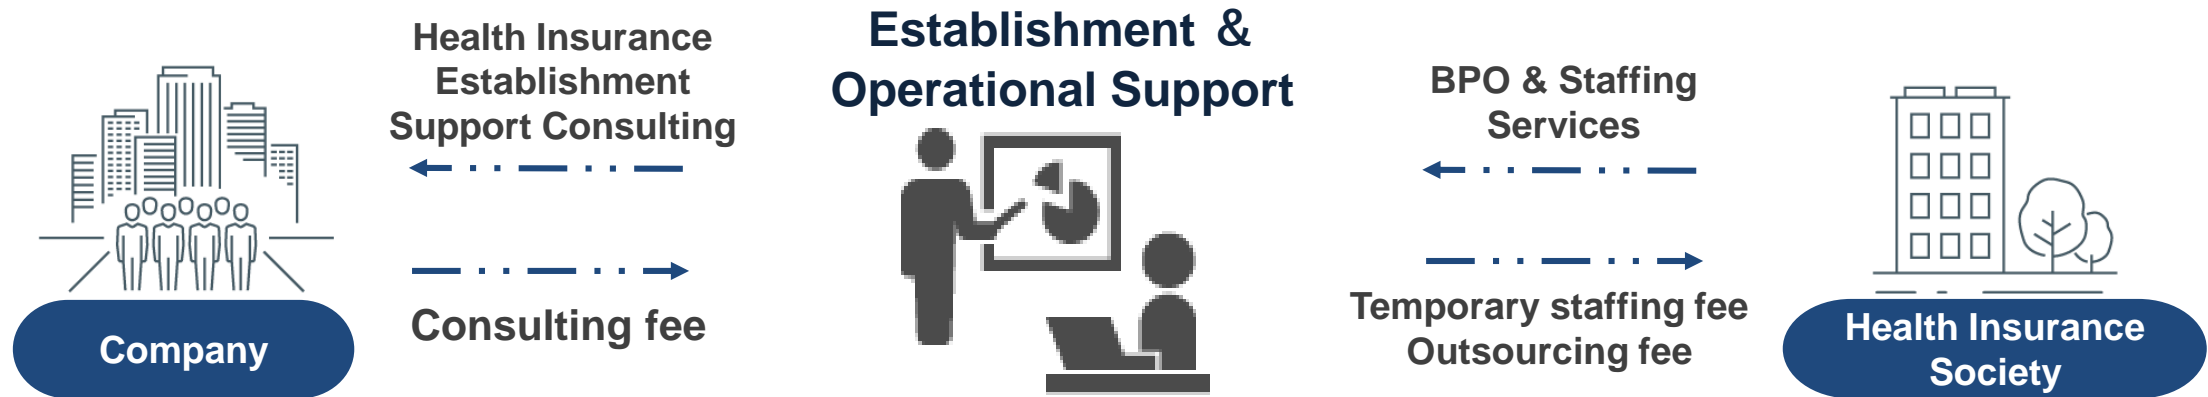 Health Insurance
Establishment
Support Consulting
Consulting fee
Company
Establishment ＆
Operational Support
BPO & Staffing
Services
Temporary staffing fee
Outsourcing fee
Health Insurance
Society